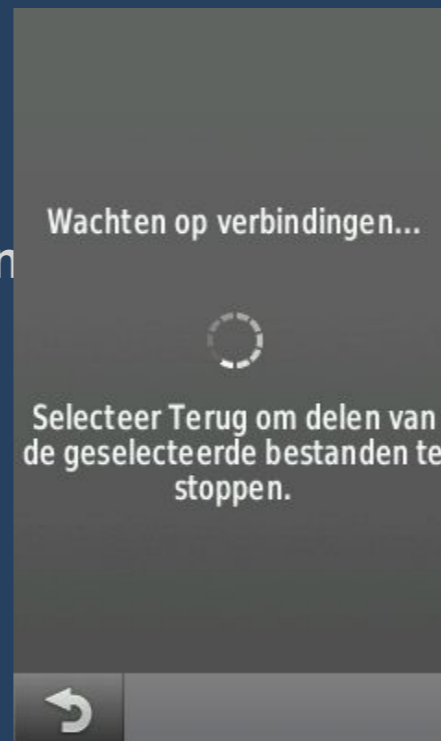 Wachten op verbindingen...
Selecteer Terug om delen van
de geselecteerde bestanden te
stoppen.